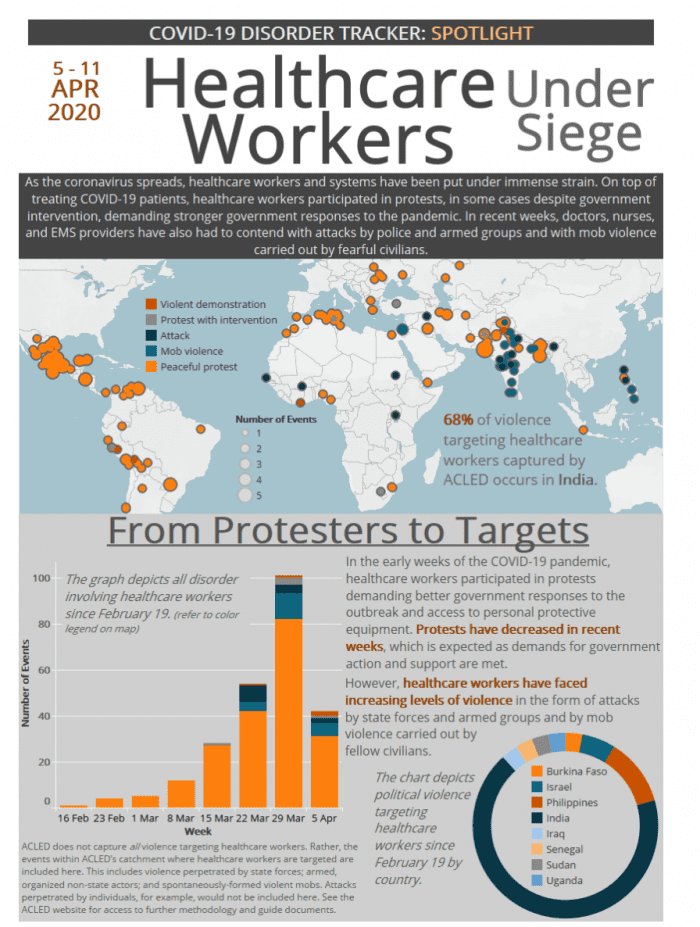 COVID-19 DISORDER TRACKER: SPOTLIGHT
5 - 11
APR
2020
Healthcare
Workers
Under
Siege
As the coronavirus spreads, healthcare workers and systems have been put under immense strain. On top of
treating COVID-19 patients, healthcare workers participated in protests, in some cases despite government
intervention, demanding stronger government responses to the pandemic. In recent weeks, doctors, nurses,
and EMS providers have also had to contend with attacks by police and armed groups and with mob violence
carried out by fearful civilians.
Violent demonstration
Protest with intervention
Attack
Mob violence
Peaceful protest
Number of Events
1
2
3
4
5
68% of violence
targeting healthcare
workers captured by
ACLED occurs in India.
From Protesters to Targets
The graph depicts all disorder
involving healthcare workers
since February 19. (refer to color
legend on map)
Number of Events
100
80
60
40
20
0
16 Feb 23 Feb 1 Mar 8 Mar 15 Mar 22 Mar 29 Mar 5 Apr
Week
In the early weeks of the COVID-19 pandemic,
healthcare workers participated in protests
demanding better government responses to the
outbreak and access to personal protective
equipment. Protests have decreased in recent
weeks, which is expected as demands for government
action and support are met.
However, healthcare workers have faced
increasing levels of violence in the form of attacks
by state forces and armed groups and by mob
violence carried out by
fellow civilians.
The chart depicts
political violence
targeting
healthcare
workers since
February 19 by
country.
Burkina Faso
Israel
Philippines
India
Iraq
Senegal
Sudan
Uganda
ACLED does not capture all violence targeting healthcare workers. Rather, the
events within ACLED's catchment where healthcare workers are targeted are
included here. This includes violence perpetrated by state forces; armed,
organized non-state actors; and spontaneously-formed violent mobs. Attacks
perpetrated by individuals, for example, would not be included here. See the
ACLED website for access to further methodology and guide documents.